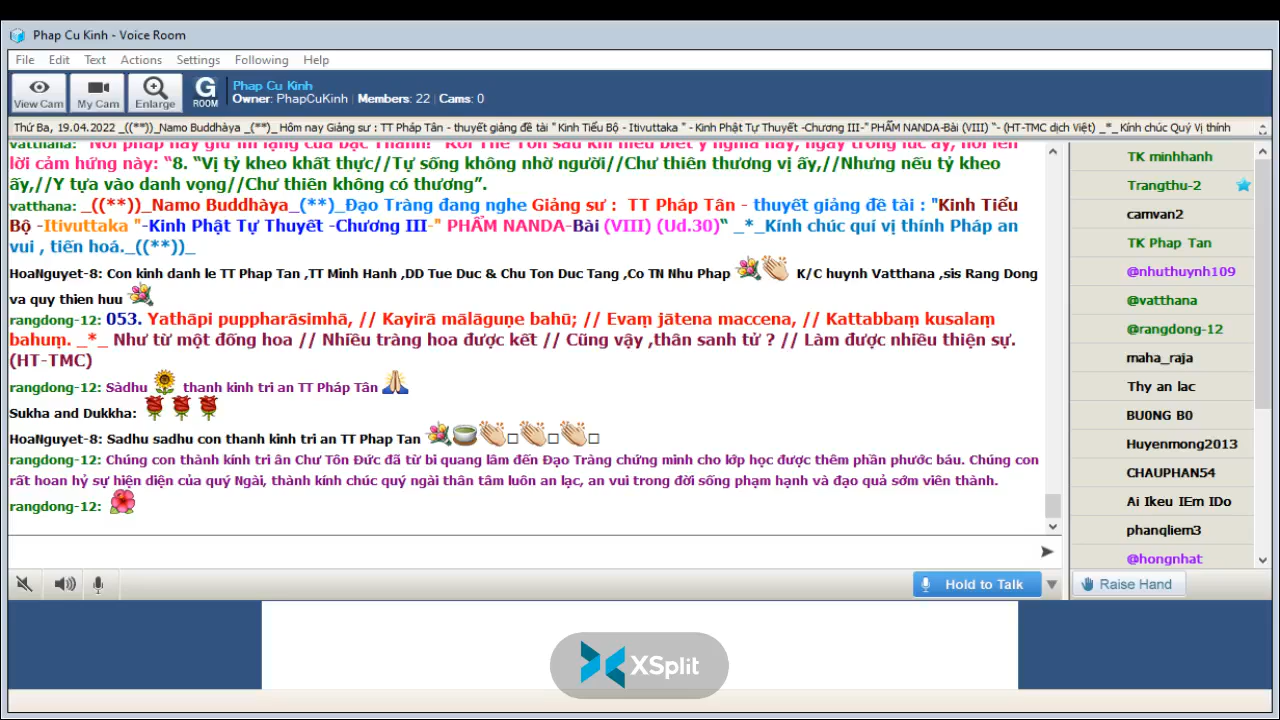 Phap Cu Kinh - Voice Room
File Edit Text Actions Settings Following Help
View Cam My Cam Enlarge G ROOM
Phap Cu Kinh
Owner: PhapCuKinh | Members: 22 | Cams: 0
Thứ Ba, 19.04.2022 _((**))_Namo Buddhàya _(**)_ Hôm nay Giảng sư : TT Pháp Tân - thuyết giảng đề tài " Kinh Tiểu Bộ - Itivuttaka " - Kinh Phật Tự Thuyết -Chương III-" PHẨM NANDA-Bài (VIII) "- (HT-TMC dịch Việt) _*_ Kính chúc Quý Vị thính
lời cảm hứng này: "8. "Vị tỷ kheo khất thực//Tự sống không nhờ người//Chư thiên thương vị ấy,//Nhưng nếu tỷ kheo
ấy,//Y tựa vào danh vọng//Chư thiên không có thương".
vatthana: _((**))_Namo Buddhàya_(**)_Đạo Tràng đang nghe Giảng sư : TT Pháp Tân - thuyết giảng đề tài : "Kinh Tiểu
Bộ -Itivuttaka "-Kinh Phật Tự Thuyết -Chương III-" PHẨM NANDA-Bài (VIII) (Ud.30)" _*_Kính chúc quí vị thính Pháp an
vui , tiến hoá._((**))_
HoaNguyet-8: Con kinh danh le TT Phap Tan ,TT Minh Hanh ,DD Tue Duc & Chu Ton Duc Tang ,Co TN Nhu Phap K/C huynh Vatthana ,sis Rang Dong
va quy thien huu
rangdong-12: 053. Yathāpi puppharāsimhā, // Kayirā mālāguṇe bahū; // Evaṃ jātena maccena, // Kattabbaṃ kusalaṃ
bahuṃ. _*_ Như từ một đống hoa // Nhiều tràng hoa được kết // Cũng vậy ,thân sanh tử ? // Làm được nhiều thiện sự.
(HT-TMC)
rangdong-12: Sàdhu thanh kinh tri an TT Pháp Tân
Sukha and Dukkha:
HoaNguyet-8: Sadhu sadhu con thanh kinh tri an TT Phap Tan
rangdong-12: Chúng con thành kính tri ân Chư Tôn Đức đã từ bi quang lâm đến Đạo Tràng chứng minh cho lớp học được thêm phần phước báu. Chúng con
rất hoan hỷ sự hiện diện của quý Ngài, thành kính chúc quý ngài thân tâm luôn an lạc, an vui trong đời sống phạm hạnh và đạo quả sớm viên thành.
rangdong-12:
TK minhhanh
Trangthu-2
camvan2
TK Phap Tan
@nhuthuynh109
@vatthana
@rangdong-12
maha_raja
Thy an lac
BU0NG B0
Huyenmong2013
CHAUPHAN54
Ai Ikeu IEm IDo
phanqliem3
@hongnhat
Hold to Talk
Raise Hand
XSplit